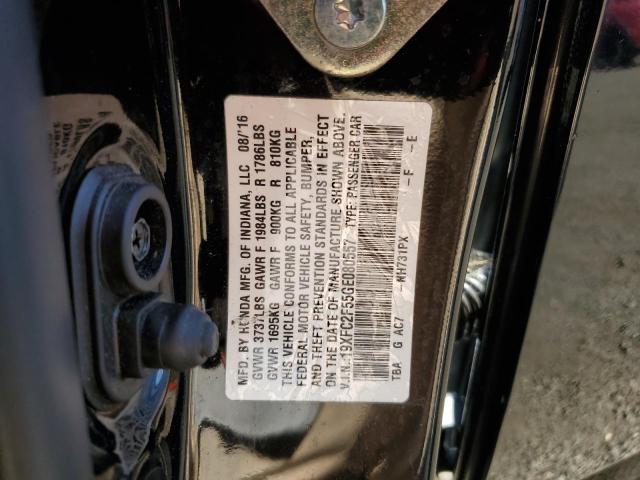 MFD. BY HONDA MFG. OF INDIANA, LLC 08/'16
GVWR 3737LBS GAWR F 1984LBS R 1786LBS
GVWR 1695KG GAWR F 900KG R 810KG
THIS VEHICLE CONFORMS TO ALL APPLICABLE
FEDERAL MOTOR VEHICLE SAFETY, BUMPER,
AND THEFT PREVENTION STANDARDS IN EFFECT
ON THE DATE OF MANUFACTURE SHOWN ABOVE.
V.I.N.:19XFC2F55GE080557 TYPE: PASSENGER CAR
-MH731PX -F -E
TBA G AC7